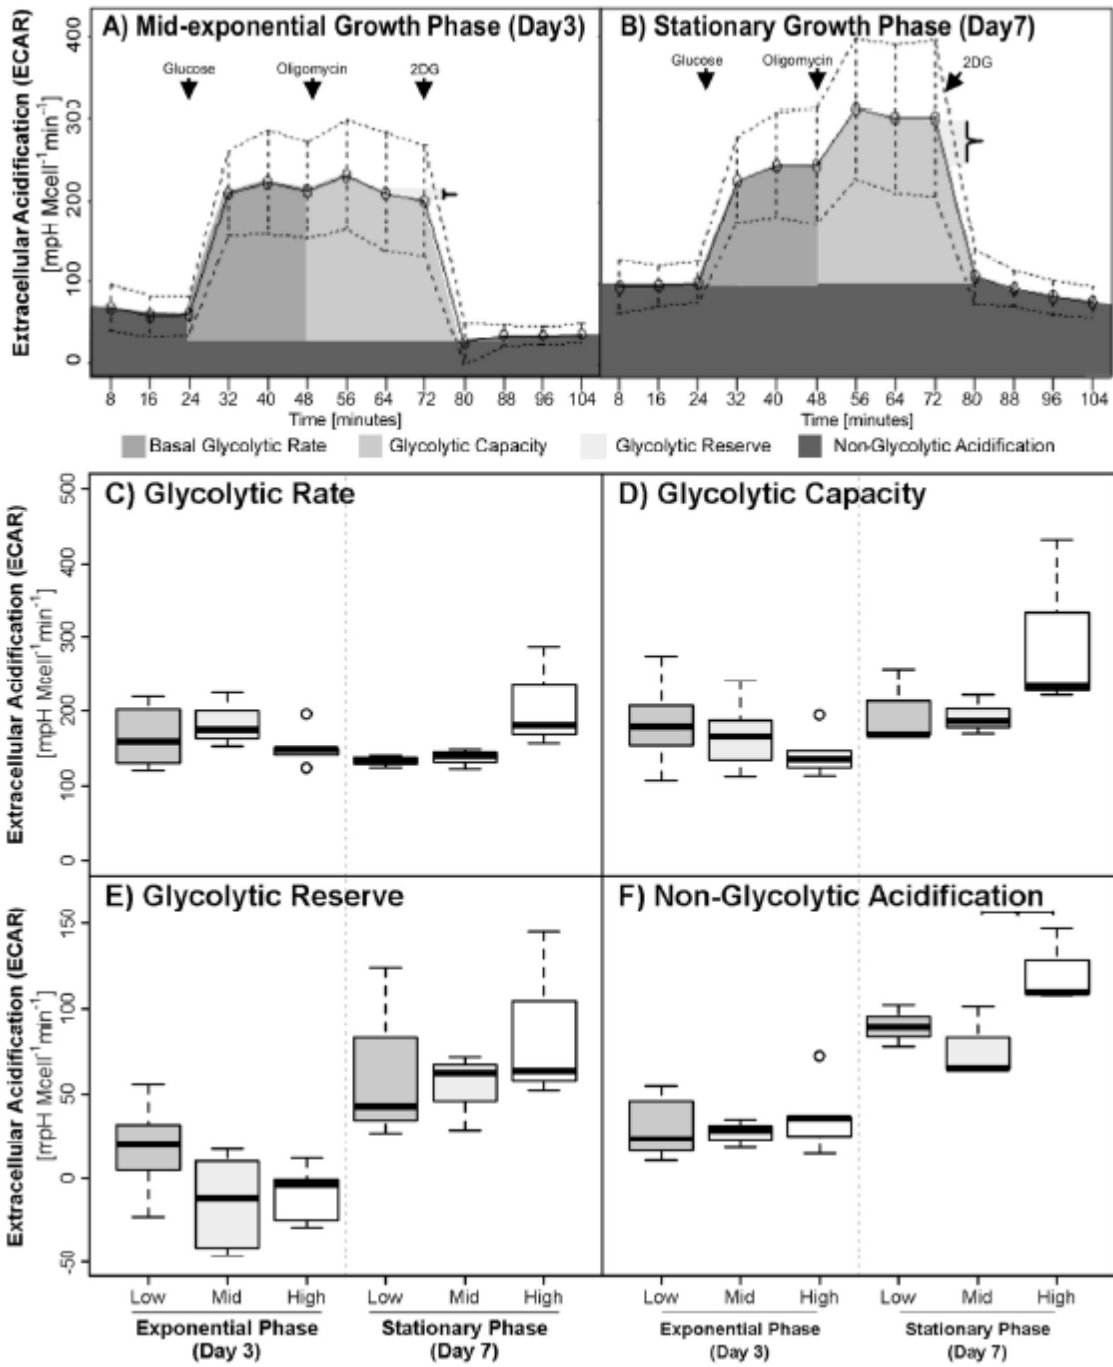 A) Mid-exponential Growth Phase (Day3)
B) Stationary Growth Phase (Day7)
Extracellular Acidification (ECAR)
[mpH Mcell⁻¹min⁻¹]
400
300
200
100
0
Glucose
Oligomycin
2DG
Glucose
Oligomycin
2DG
8 16 24 32 40 48 56 64 72 80 88 96 104
8 16 24 32 40 48 56 64 72 80 88 96 104
Time [minutes]
Time [minutes]
Basal Glycolytic Rate
Glycolytic Capacity
Glycolytic Reserve
Non-Glycolytic Acidification
C) Glycolytic Rate
D) Glycolytic Capacity
Extracellular Acidification (ECAR)
[mpH Mcell⁻¹min⁻¹]
500
400
300
200
100
0
E) Glycolytic Reserve
F) Non-Glycolytic Acidification
Extracellular Acidification (ECAR)
[mpH Mcell⁻¹min⁻¹]
150
100
50
0
-50
Low Mid High Low Mid High
Low Mid High Low Mid High
Exponential Phase
(Day 3)
Stationary Phase
(Day 7)
Exponential Phase
(Day 3)
Stationary Phase
(Day 7)